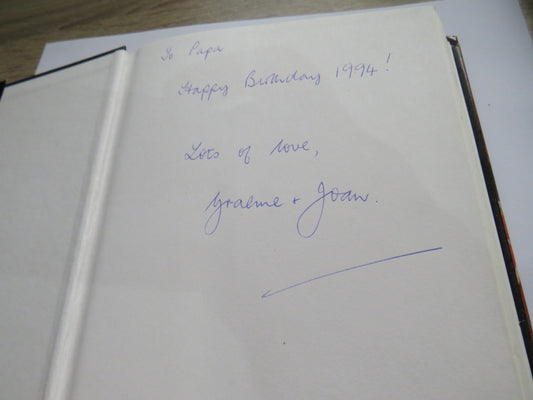 To Papa
Happy Birthday 1994!
Lots of love,
Graeme + Joan.